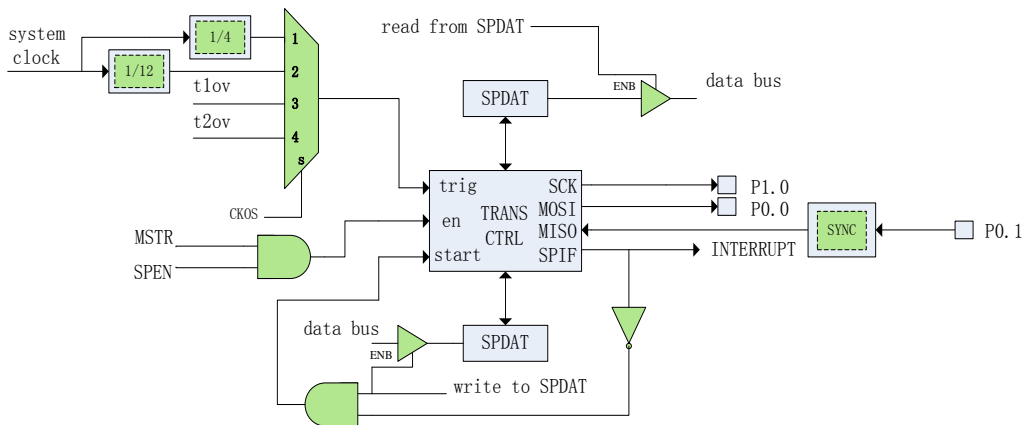 system
clock
1/4
1/12
t1ov
t2ov
1
2
3
4
s
CKOS
read from SPDAT
ENB
data bus
SPDAT
trig
en
start
TRANS
CTRL
SCK
MOSI
MISO
SPIF
P1.0
P0.0
SYNC
P0.1
INTERRUPT
MSTR
SPEN
data bus
ENB
SPDAT
write to SPDAT